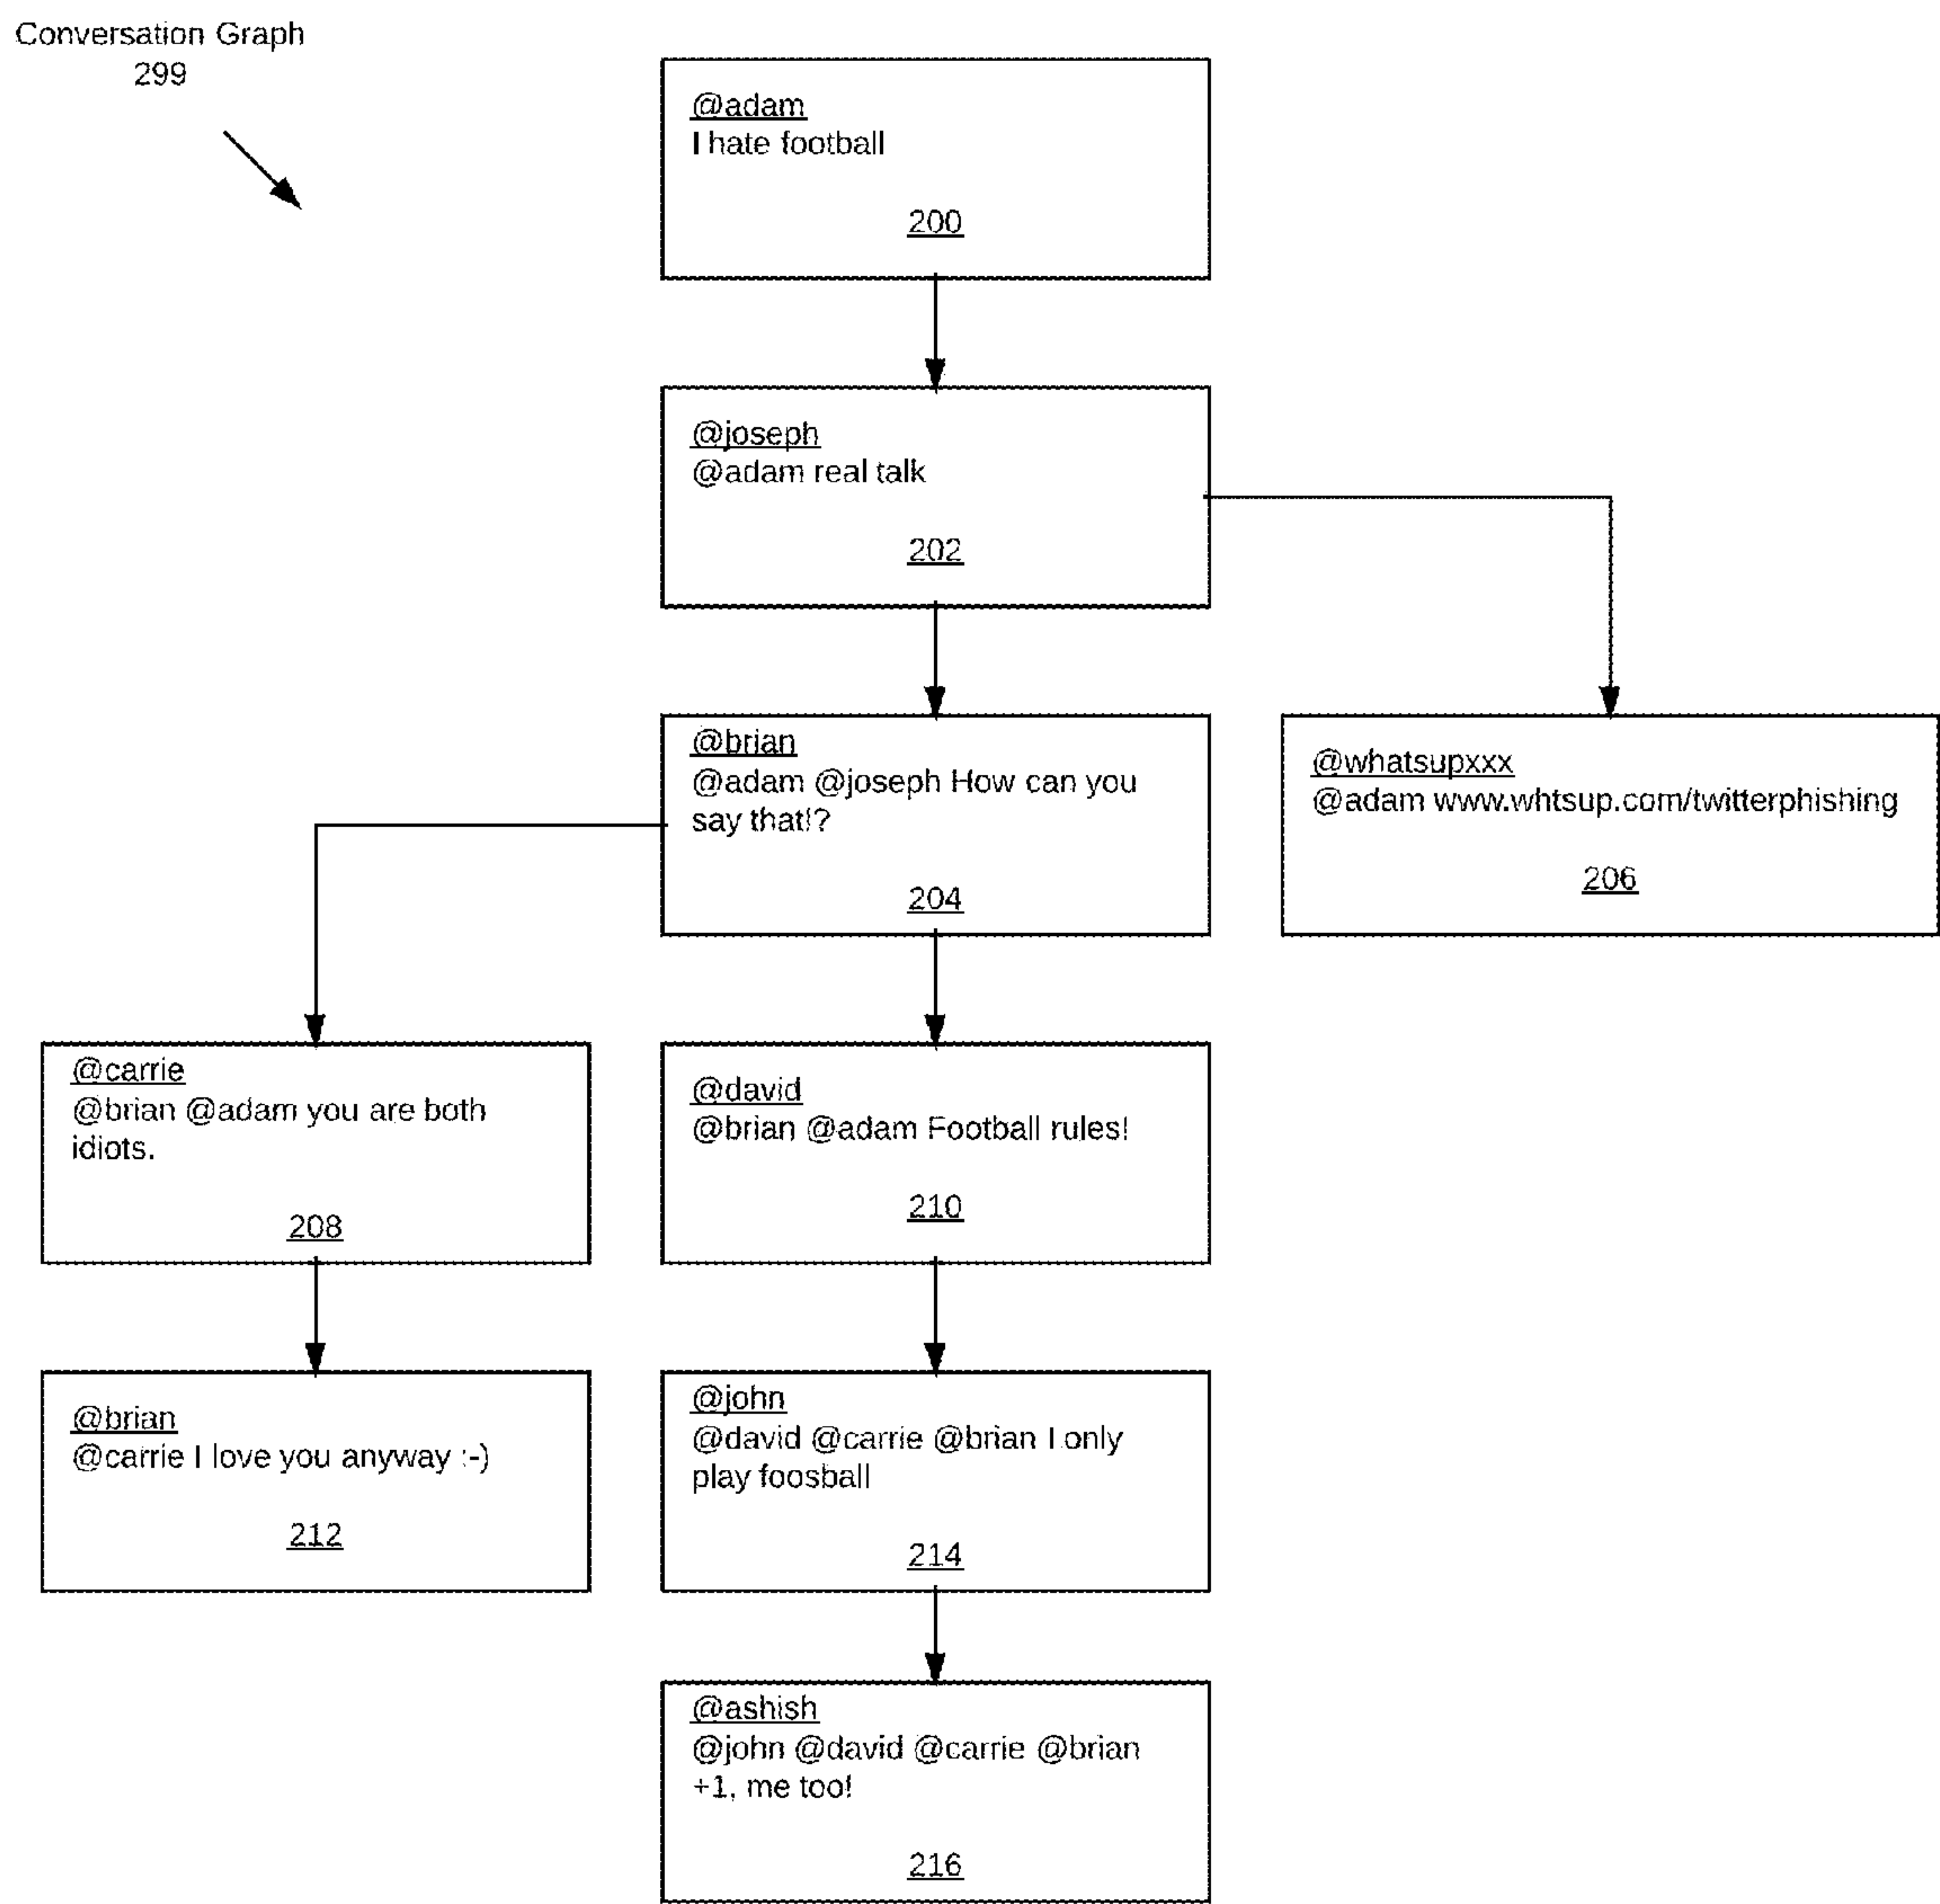 Conversation Graph
299
@adam
I hate football
200
@joseph
@adam real talk
202
@brian
@adam @joseph How can you
say that!?
204
@whatsupxxx
@adam www.whtsup.com/twitterphishing
206
@carrie
@brian @adam you are both
idiots.
208
@david
@brian @adam Football rules!
210
@brian
@carrie I love you anyway :-)
212
@john
@david @carrie @brian I only
play foosball
214
@ashish
@john @david @carrie @brian
+1, me too!
216